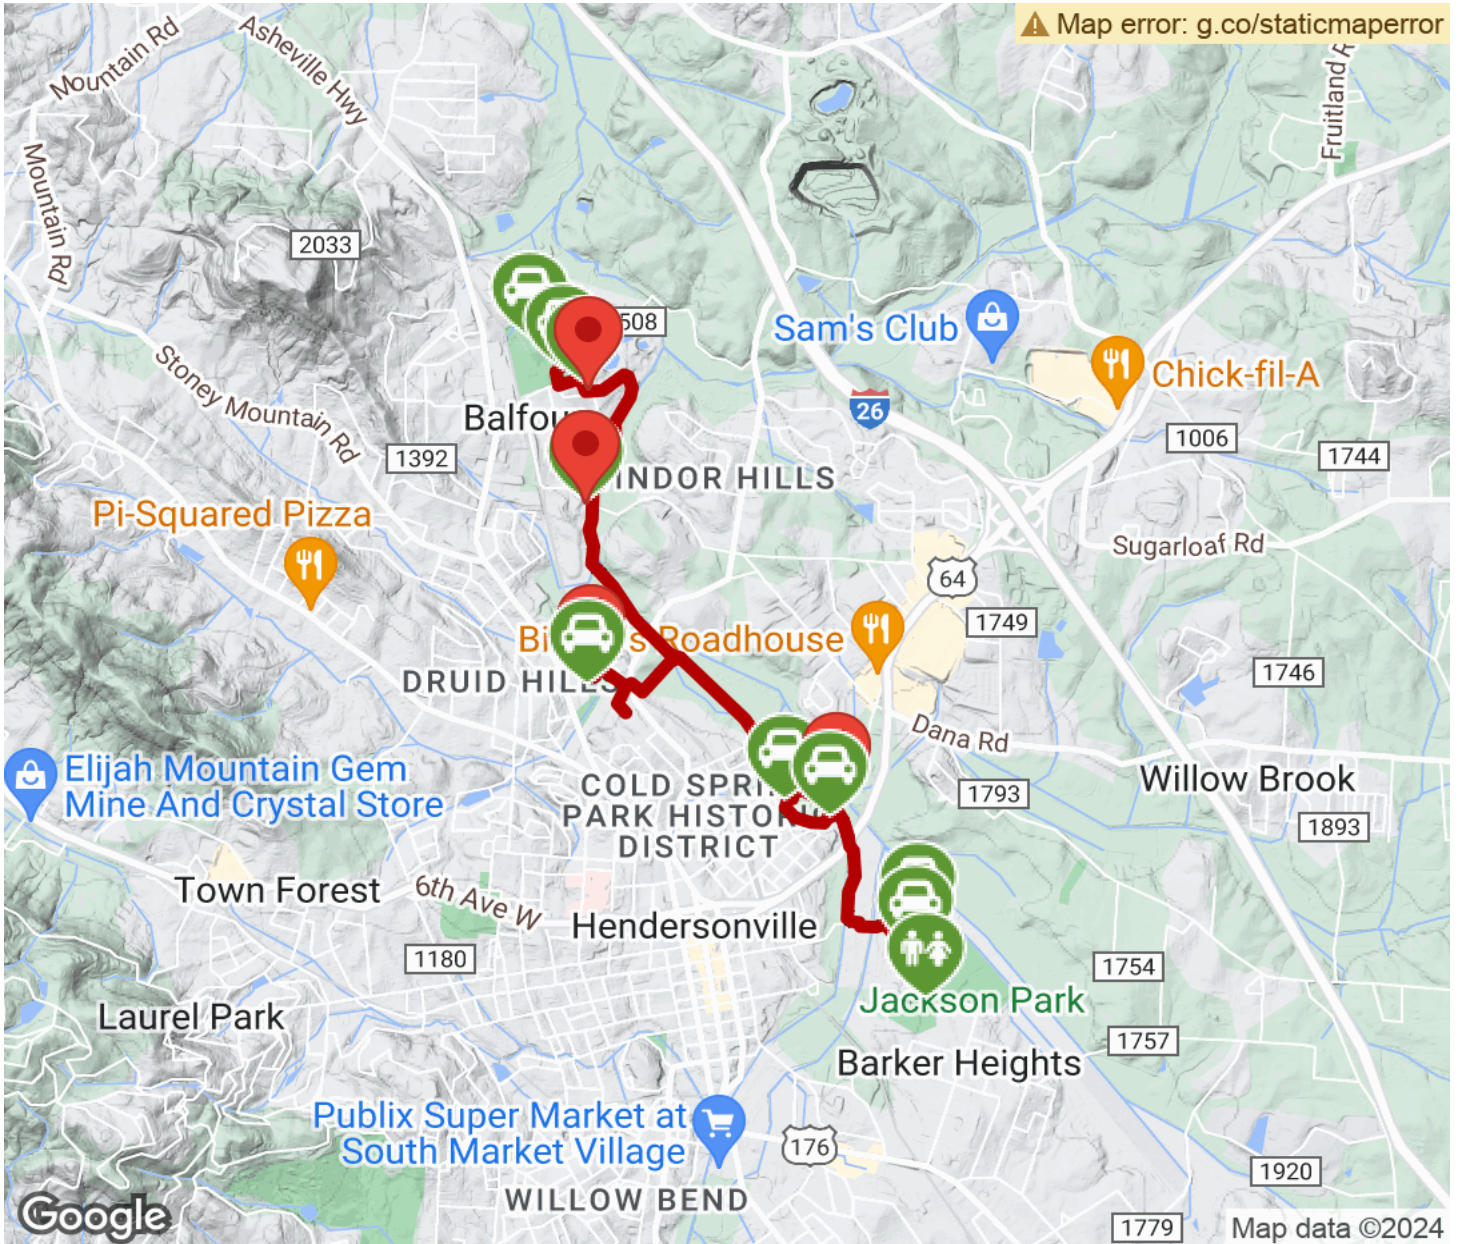 Map error: g.co/staticmaperror
Mountain Rd
Asheville Hwy
Fruitland R
Mountain Rd
2033
508
Sam's Club
Chick-fil-A
Stoney Mountain Rd
Balfou
26
1006
1392
1744
INDOR HILLS
Pi-Squared Pizza
Sugarloaf Rd
64
1749
Bi s Roadhouse
1746
DRUID HILLS
Dana Rd
Elijah Mountain Gem
Mine And Crystal Store
COLD SPRI
PARK HISTOR
DISTRICT
Willow Brook
1793
1893
Town Forest
6th Ave W
Hendersonville
1180
1754
Jackson Park
Laurel Park
1757
Barker Heights
Publix Super Market at
South Market Village
176
1920
WILLOW BEND
Google
1779
Map data ©2024